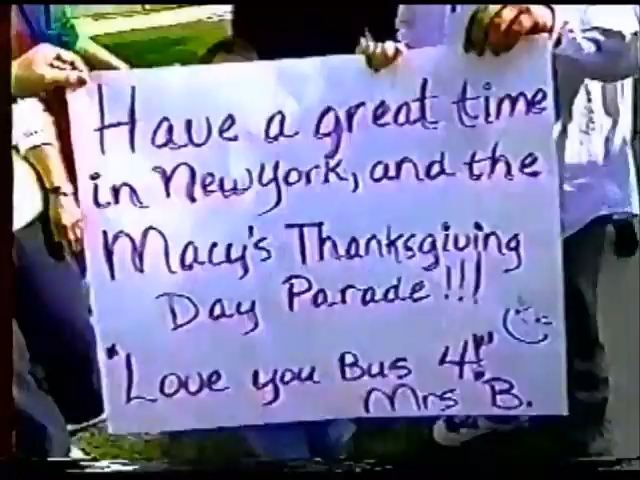 Have a great time
in New York, and the
Macy's Thanksgiving
Day Parade!!!
"Love you Bus 4!"
Mrs B.